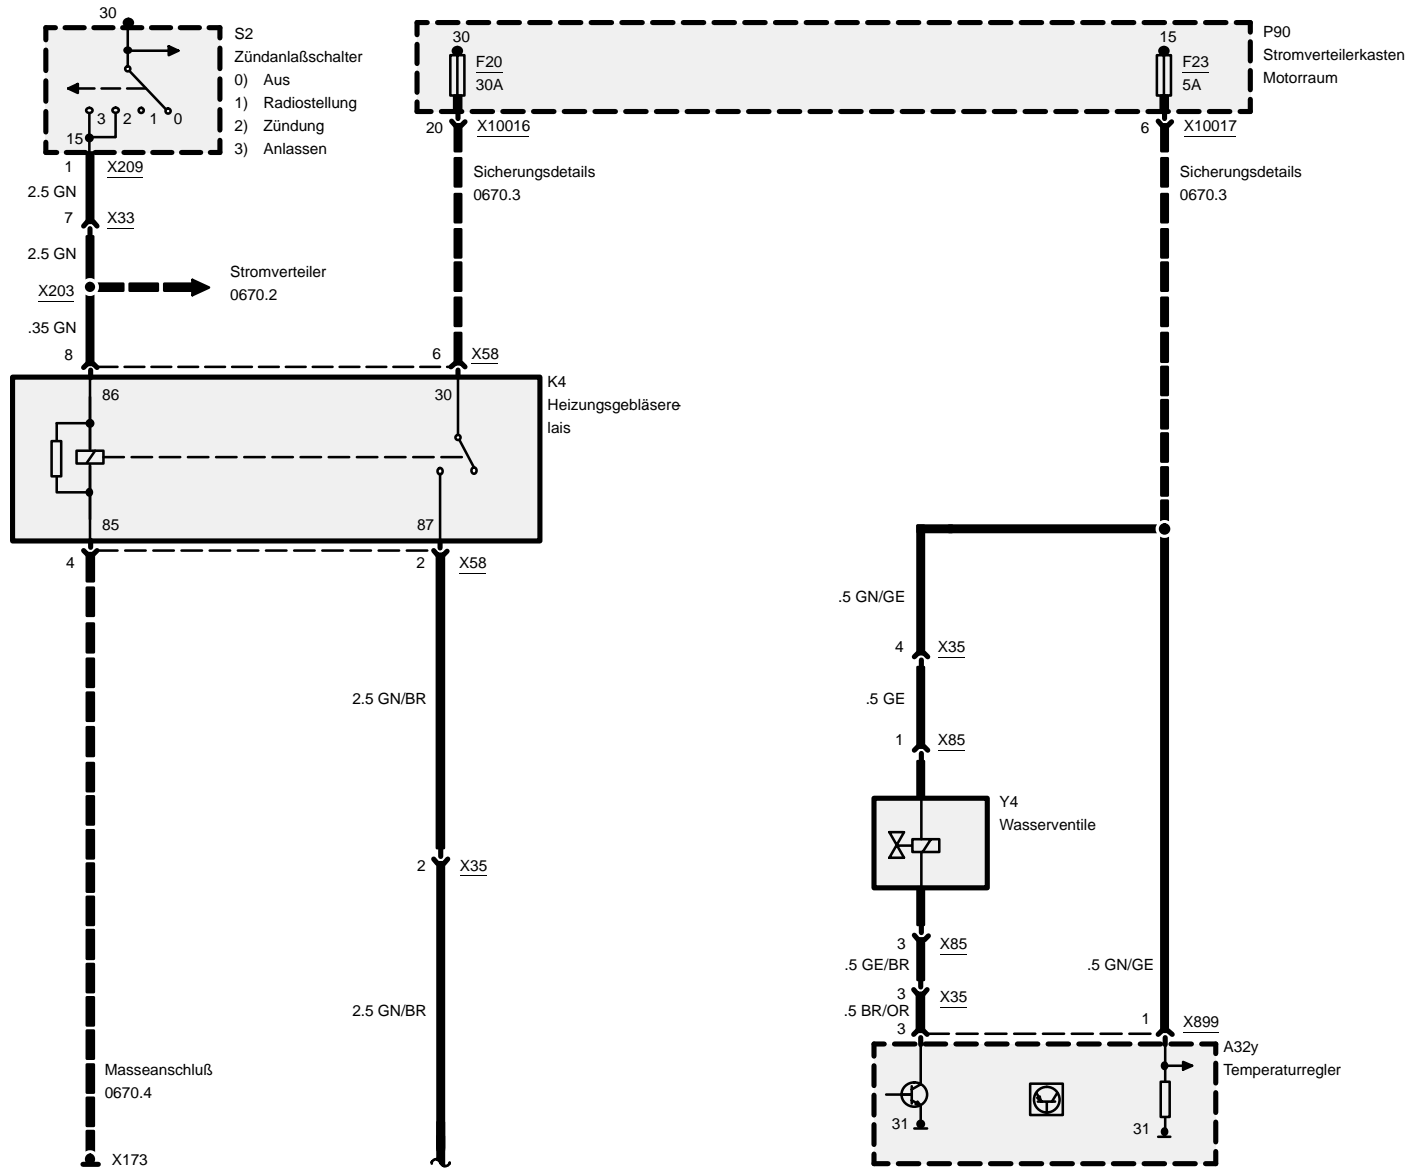 30
S2
Zündanlaßschalter
0) Aus
1) Radiostellung
2) Zündung
3) Anlassen
3 2 1 0
15
1 X209
2.5 GN
7 X33
2.5 GN
X203
Stromverteiler
0670.2
.35 GN
8
6 X58
30
F20
30A
15
F23
5A
P90
Stromverteilerkasten
Motorraum
20 X10016
6 X10017
Sicherungsdetails
0670.3
Sicherungsdetails
0670.3
K4
Heizungsgebläsere-
lais
86
30
85
87
4
2 X58
2.5 GN/BR
2 X35
2.5 GN/BR
Masseanschluß
0670.4
X173
.5 GN/GE
4 X35
.5 GE
1 X85
Y4
Wasserventile
3 X85
.5 GE/BR
3 X35
.5 BR/OR
3
.5 GN/GE
1 X899
A32y
Temperaturregler
31
31